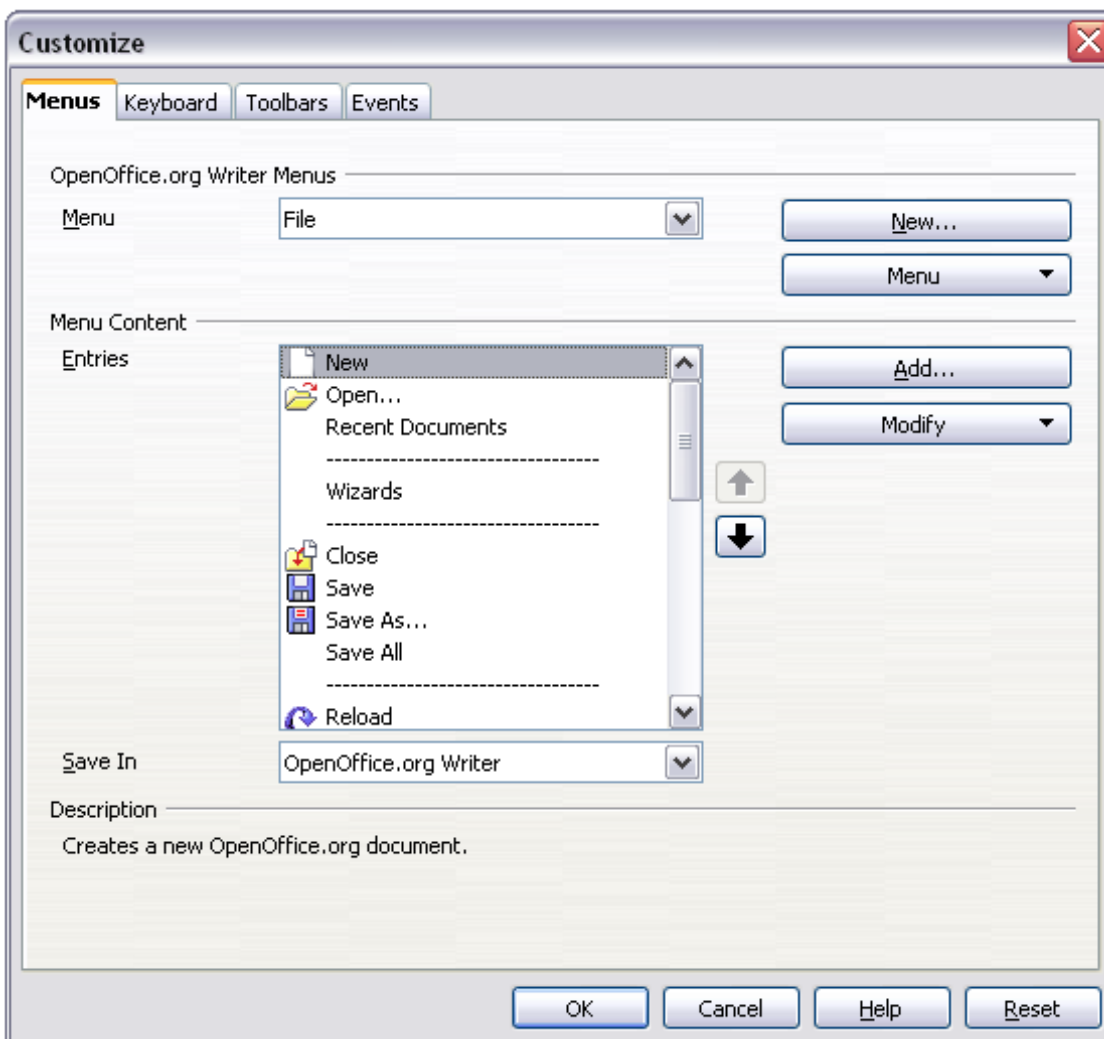 Customize
Menus Keyboard Toolbars Events
OpenOffice.org Writer Menus
Menu File New...
Menu
Menu Content
Entries New Add...
Open...
Recent Documents Modify
----------------------------------
Wizards
----------------------------------
Close
Save
Save As...
Save All
----------------------------------
Reload
Save In OpenOffice.org Writer
Description
Creates a new OpenOffice.org document.
OK Cancel Help Reset